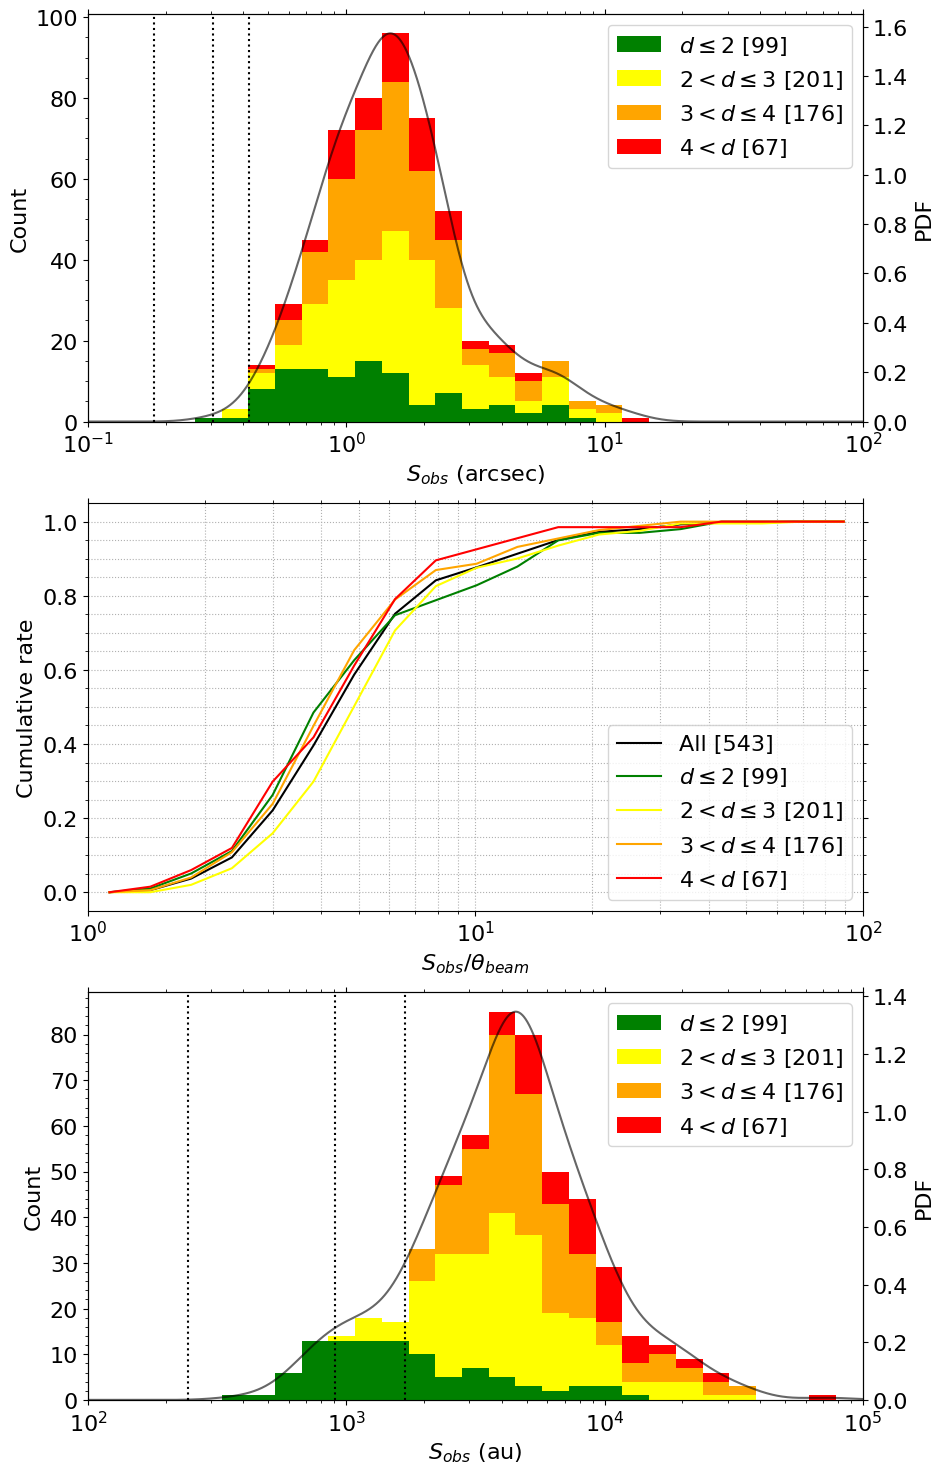 100
80
60
40
20
0
Count
1.6
1.4
1.2
1.0
0.8
0.6
0.4
0.2
0.0
PDF
d ≤ 2 [99]
2 < d ≤ 3 [201]
3 < d ≤ 4 [176]
4 < d [67]
10⁻¹ 10⁰ 10¹ 10²
S_obs (arcsec)
1.0
0.8
0.6
0.4
0.2
0.0
Cumulative rate
All [543]
d ≤ 2 [99]
2 < d ≤ 3 [201]
3 < d ≤ 4 [176]
4 < d [67]
10⁰ 10¹ 10²
S_obs/θ_beam
80
70
60
50
40
30
20
10
0
Count
1.4
1.2
1.0
0.8
0.6
0.4
0.2
0.0
PDF
d ≤ 2 [99]
2 < d ≤ 3 [201]
3 < d ≤ 4 [176]
4 < d [67]
10² 10³ 10⁴ 10⁵
S_obs (au)